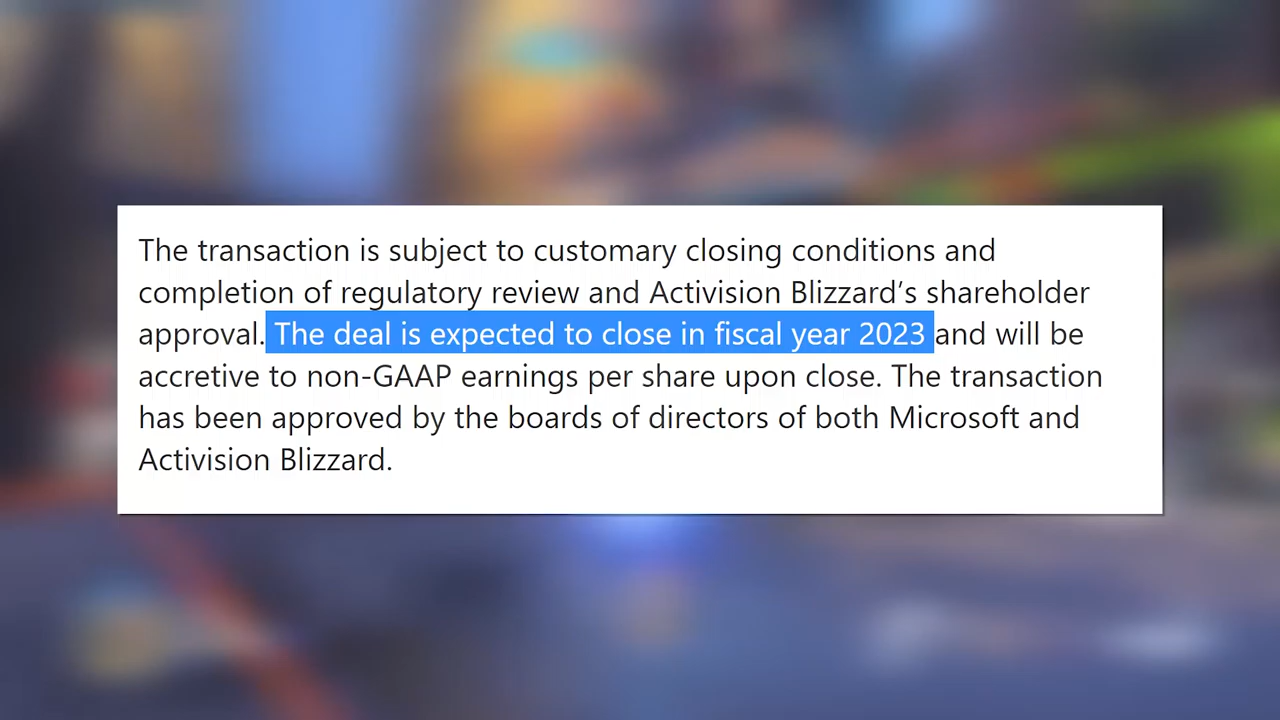 The transaction is subject to customary closing conditions and
completion of regulatory review and Activision Blizzard’s shareholder
approval. The deal is expected to close in fiscal year 2023 and will be
accretive to non-GAAP earnings per share upon close. The transaction
has been approved by the boards of directors of both Microsoft and
Activision Blizzard.